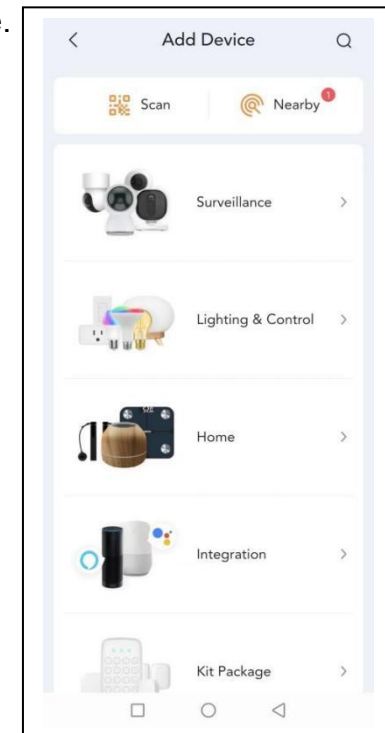 e.
Add Device
Scan
Nearby
1
Surveillance
Lighting & Control
Home
Integration
Kit Package